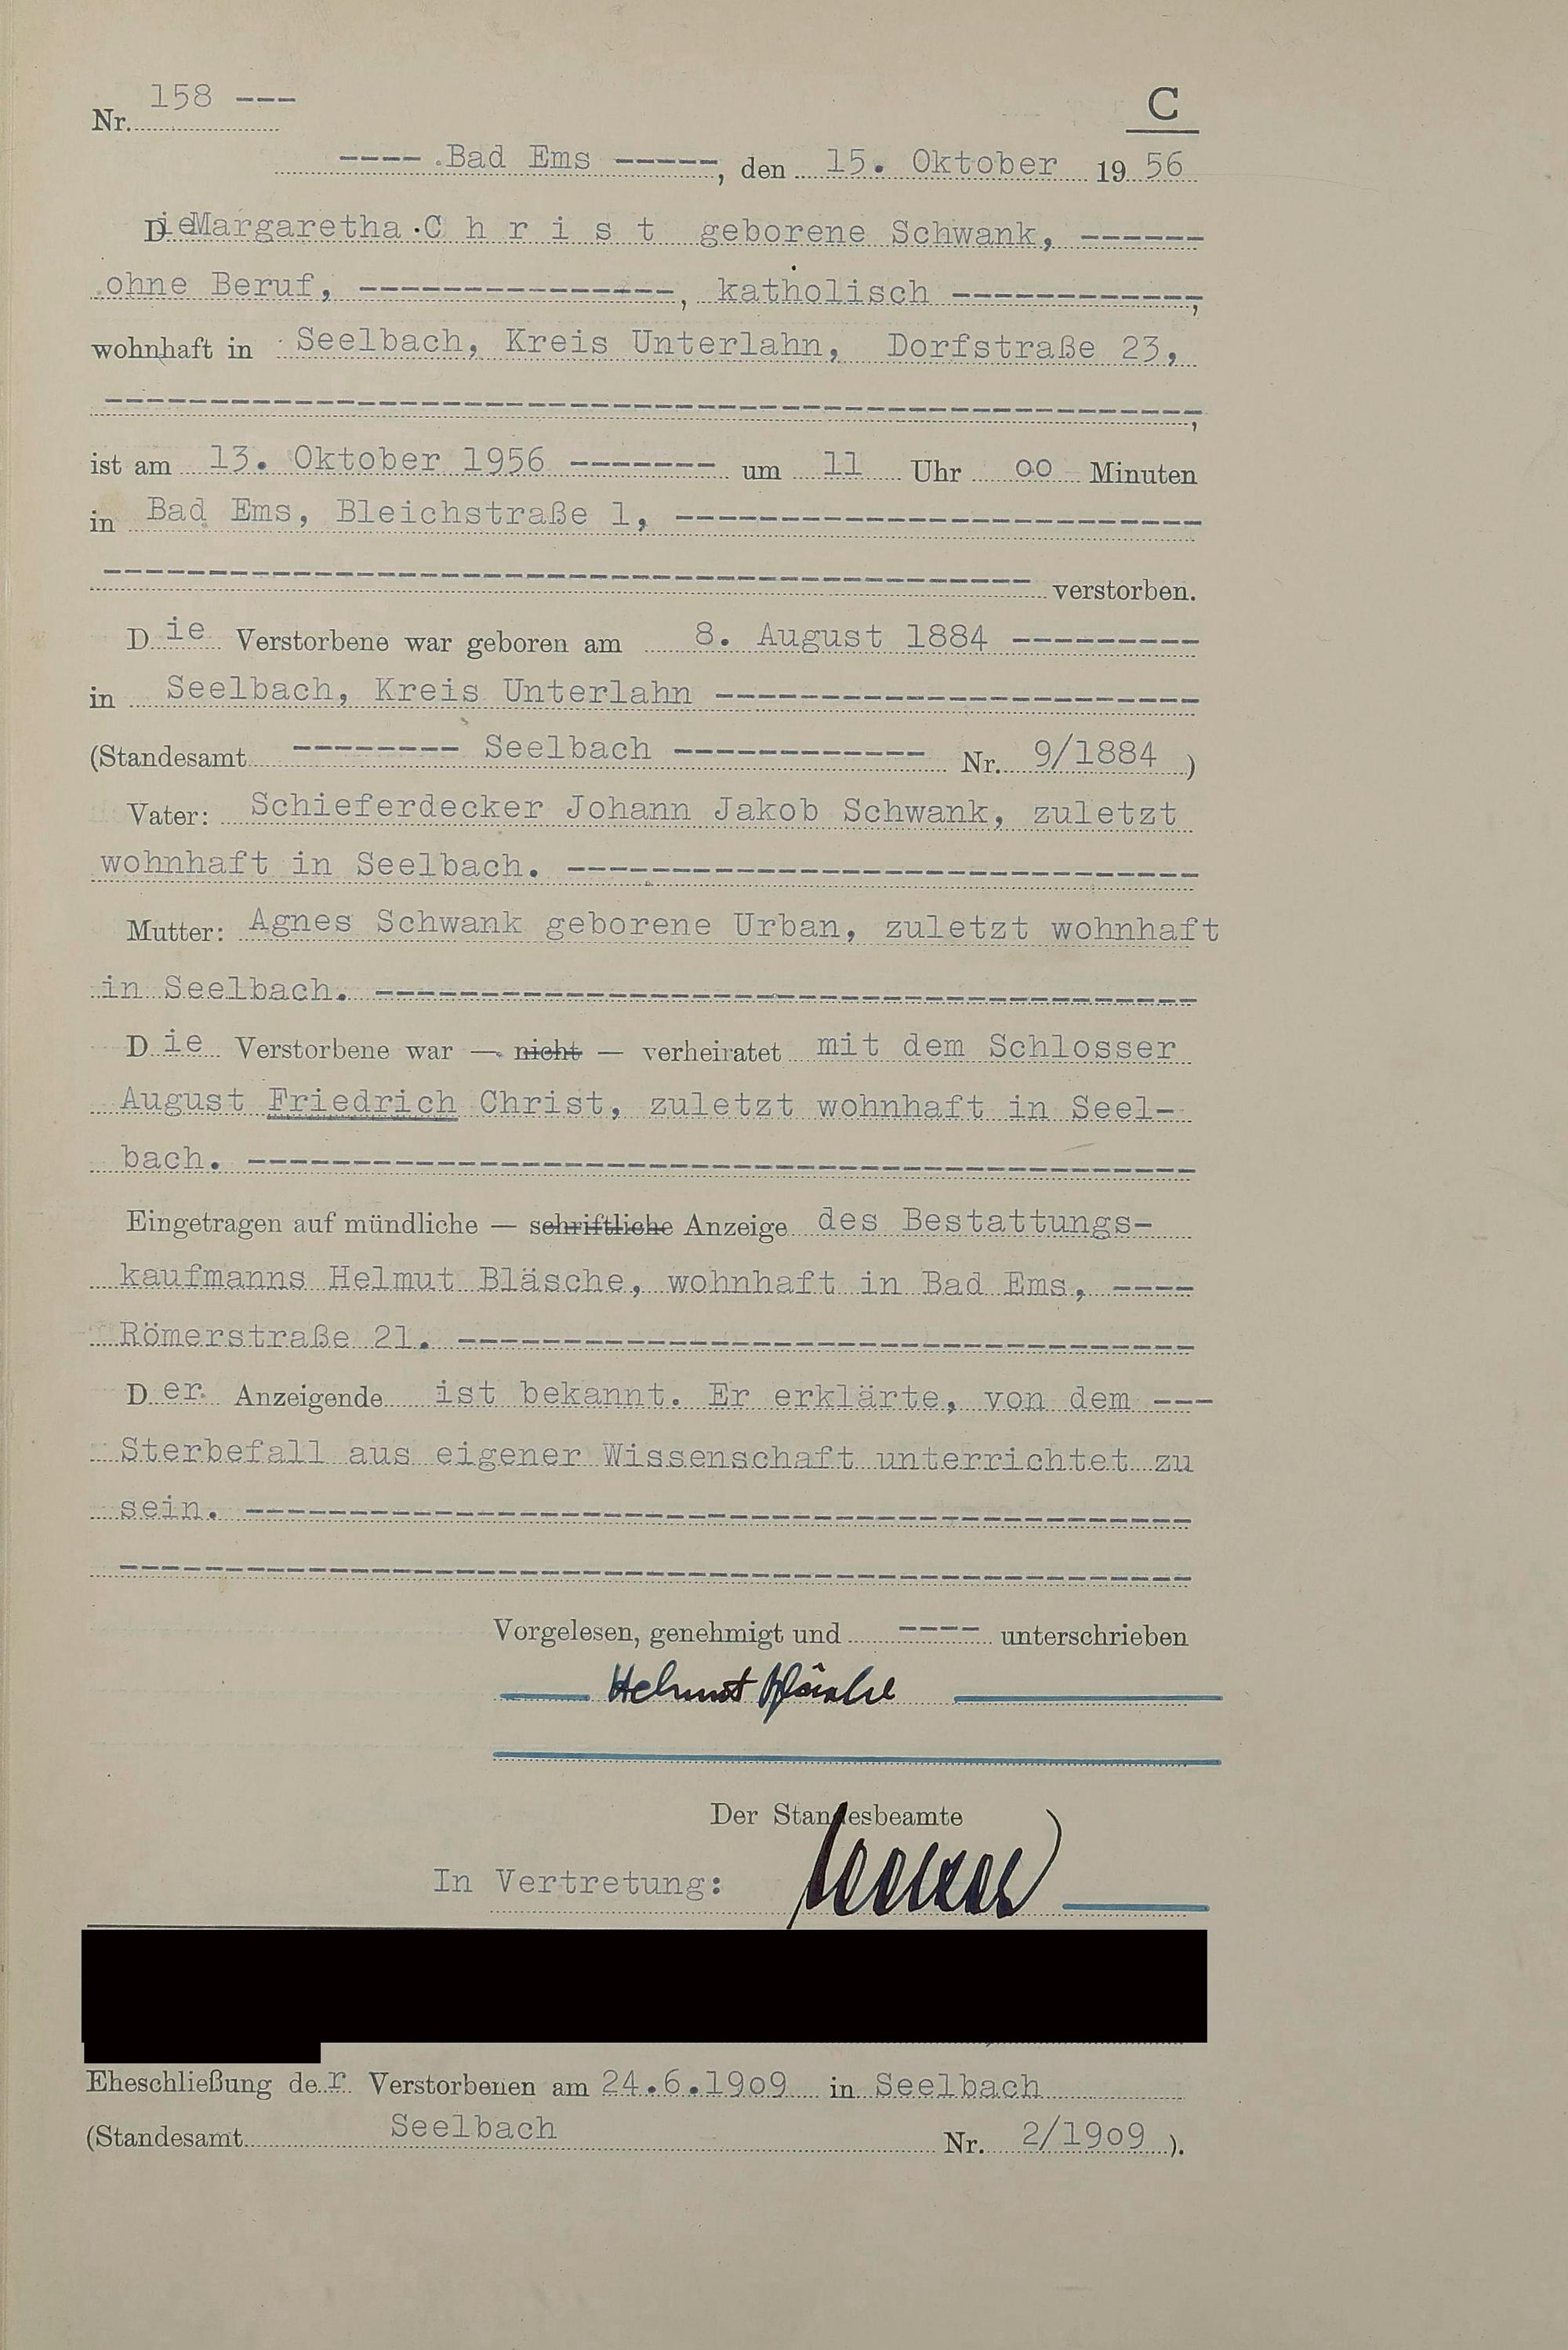 Nr. 158 ---
C
---- Bad Ems -----, den 15. Oktober 1956
Die Margaretha C h r i s t geborene Schwank, ------
ohne Beruf, ---------------, katholisch ------------,
wohnhaft in Seelbach, Kreis Unterlahn, Dorfstraße 23,
----------------------------------------------------,
ist am 13. Oktober 1956 ------- um 11 Uhr oo Minuten
in Bad Ems, Bleichstraße 1, -------------------------
-------------------------------------------- verstorben.
Die Verstorbene war geboren am 8. August 1884 ---------
in Seelbach, Kreis Unterlahn -----------------------
(Standesamt -------- Seelbach ------------ Nr. 9/1884 )
Vater: Schieferdecker Johann Jakob Schwank, zuletzt
wohnhaft in Seelbach. ------------------------------
Mutter: Agnes Schwank geborene Urban, zuletzt wohnhaft
in Seelbach. ---------------------------------------
Die Verstorbene war — nicht — verheiratet mit dem Schlosser
August Friedrich Christ, zuletzt wohnhaft in Seel-
bach. ---------------------------------------------
Eingetragen auf mündliche — schriftliche Anzeige des Bestattungs-
kaufmanns Helmut Bläsche, wohnhaft in Bad Ems, ----
Römerstraße 21. -----------------------------------
Der Anzeigende ist bekannt. Er erklärte, von dem ---
Sterbefall aus eigener Wissenschaft unterrichtet zu
sein. ---------------------------------------------
---------------------------------------------------
Vorgelesen, genehmigt und ---- unterschrieben
Helmut Bläsche
Der Standesbeamte
In Vertretung:
Eheschließung der Verstorbenen am 24.6.19o9 in Seelbach
(Standesamt Seelbach Nr. 2/19o9 ).